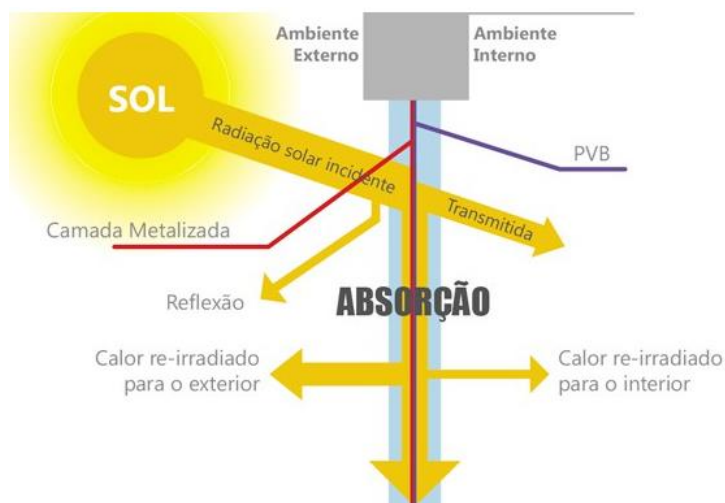 Ambiente
Externo
Ambiente
Interno
SOL
Radiação solar incidente
PVB
Transmitida
Camada Metalizada
Reflexão
ABSORÇÃO
Calor re-irradiado
para o exterior
Calor re-irradiado
para o interior